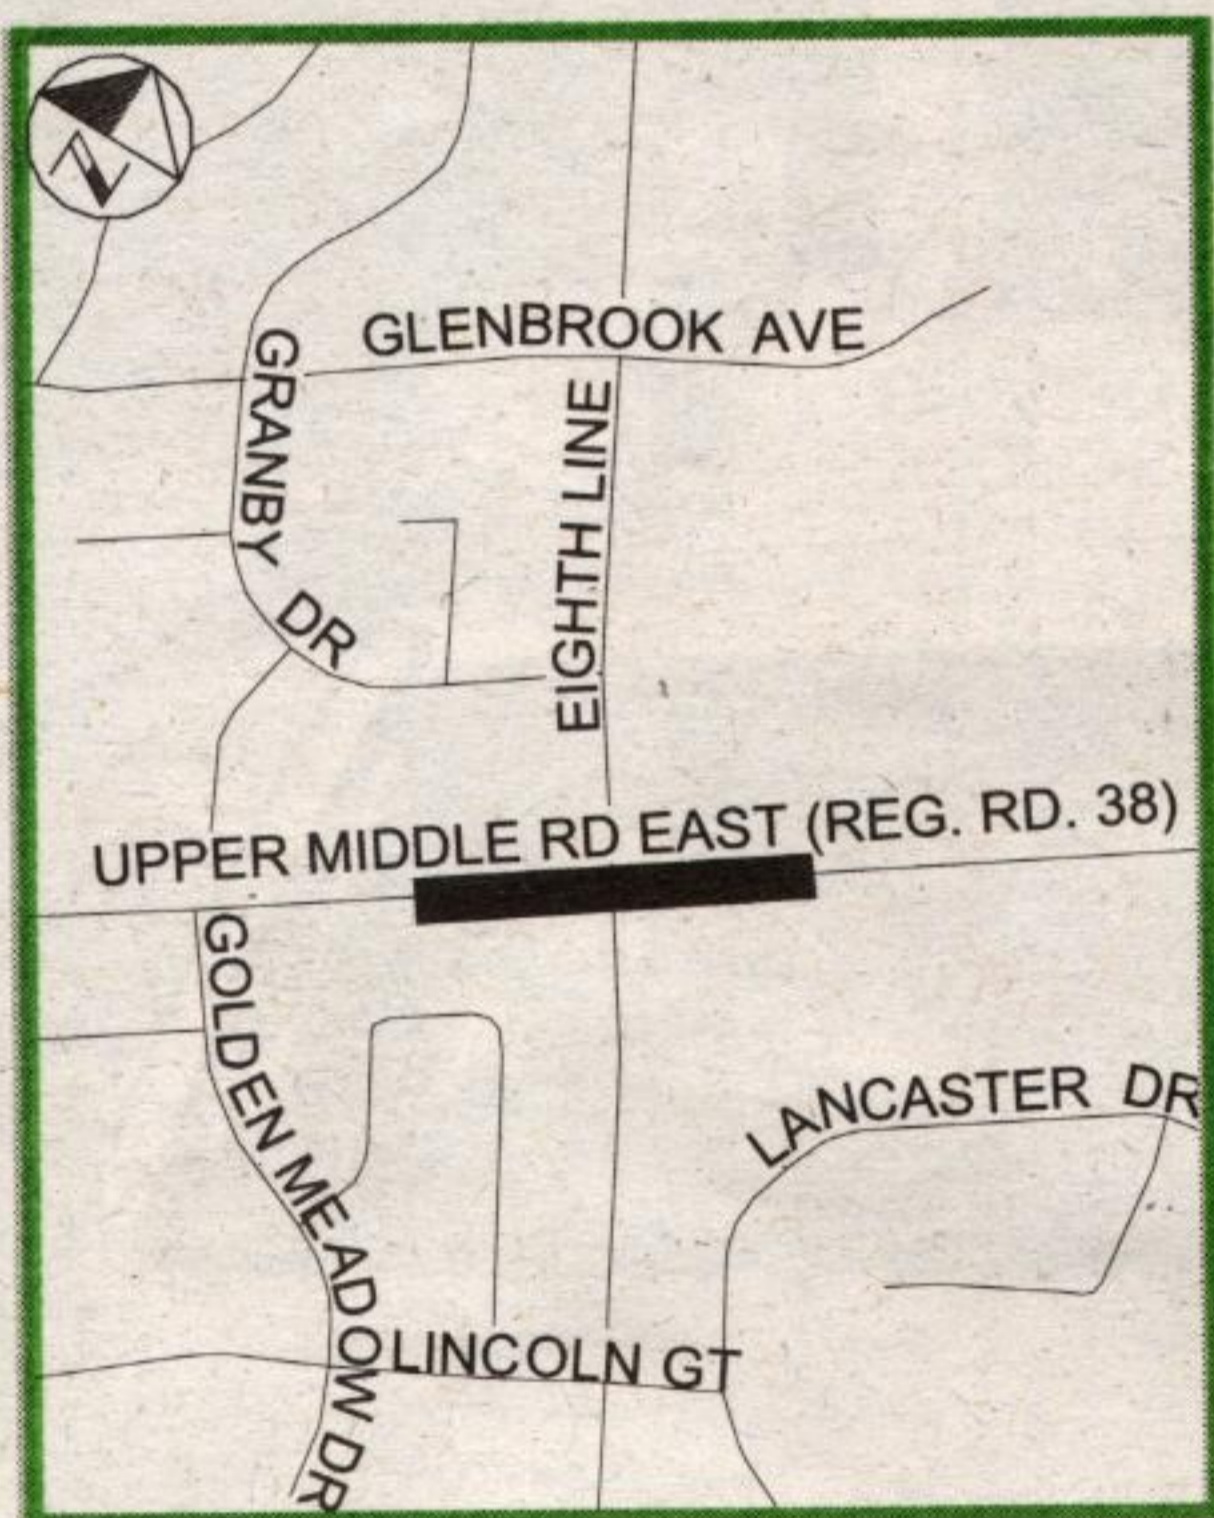 N
GLENBROOK AVE
GRANBY DR
EIGHTH LINE
UPPER MIDDLE RD EAST (REG. RD. 38)
GOLDEN MEADOW DR
LANCASTER DR
LINCOLN GT